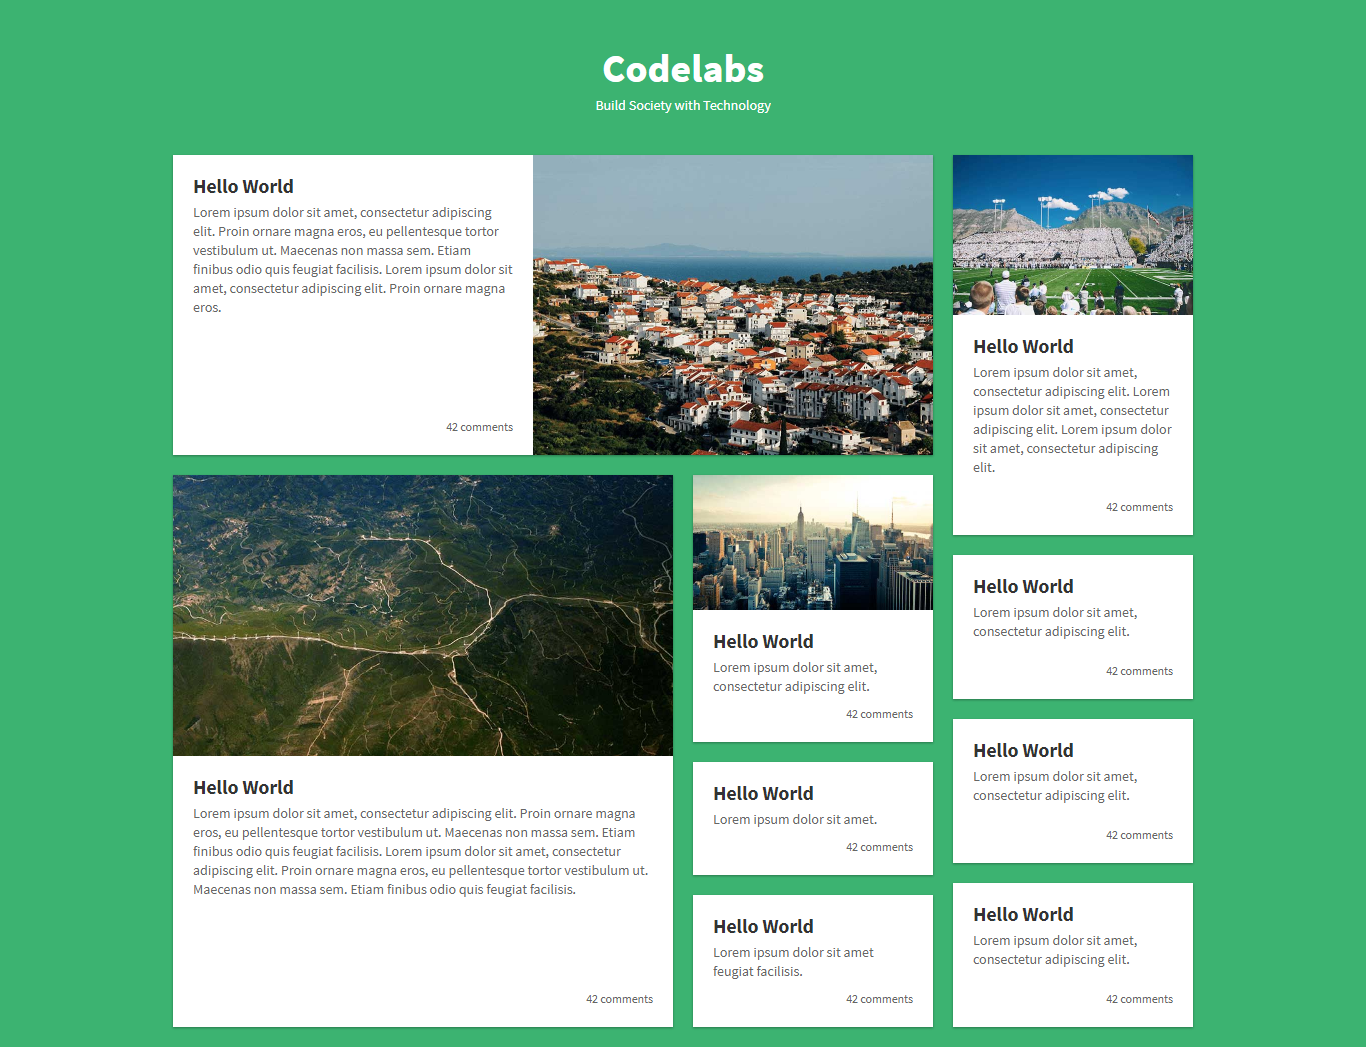 Codelabs
Build Society with Technology
Hello World
Lorem ipsum dolor sit amet, consectetur adipiscing
elit. Proin ornare magna eros, eu pellentesque tortor
vestibulum ut. Maecenas non massa sem. Etiam
finibus odio quis feugiat facilisis. Lorem ipsum dolor sit
amet, consectetur adipiscing elit. Proin ornare magna
eros.
42 comments
Hello World
Lorem ipsum dolor sit amet,
consectetur adipiscing elit. Lorem
ipsum dolor sit amet, consectetur
adipiscing elit. Lorem ipsum dolor
sit amet, consectetur adipiscing
elit.
42 comments
Hello World
Lorem ipsum dolor sit amet, consectetur adipiscing elit. Proin ornare magna
eros, eu pellentesque tortor vestibulum ut. Maecenas non massa sem. Etiam
finibus odio quis feugiat facilisis. Lorem ipsum dolor sit amet, consectetur
adipiscing elit. Proin ornare magna eros, eu pellentesque tortor vestibulum ut.
Maecenas non massa sem. Etiam finibus odio quis feugiat facilisis.
42 comments
Hello World
Lorem ipsum dolor sit amet,
consectetur adipiscing elit.
42 comments
Hello World
Lorem ipsum dolor sit amet.
42 comments
Hello World
Lorem ipsum dolor sit amet
feugiat facilisis.
42 comments
Hello World
Lorem ipsum dolor sit amet,
consectetur adipiscing elit.
42 comments
Hello World
Lorem ipsum dolor sit amet,
consectetur adipiscing elit.
42 comments
Hello World
Lorem ipsum dolor sit amet,
consectetur adipiscing elit.
42 comments